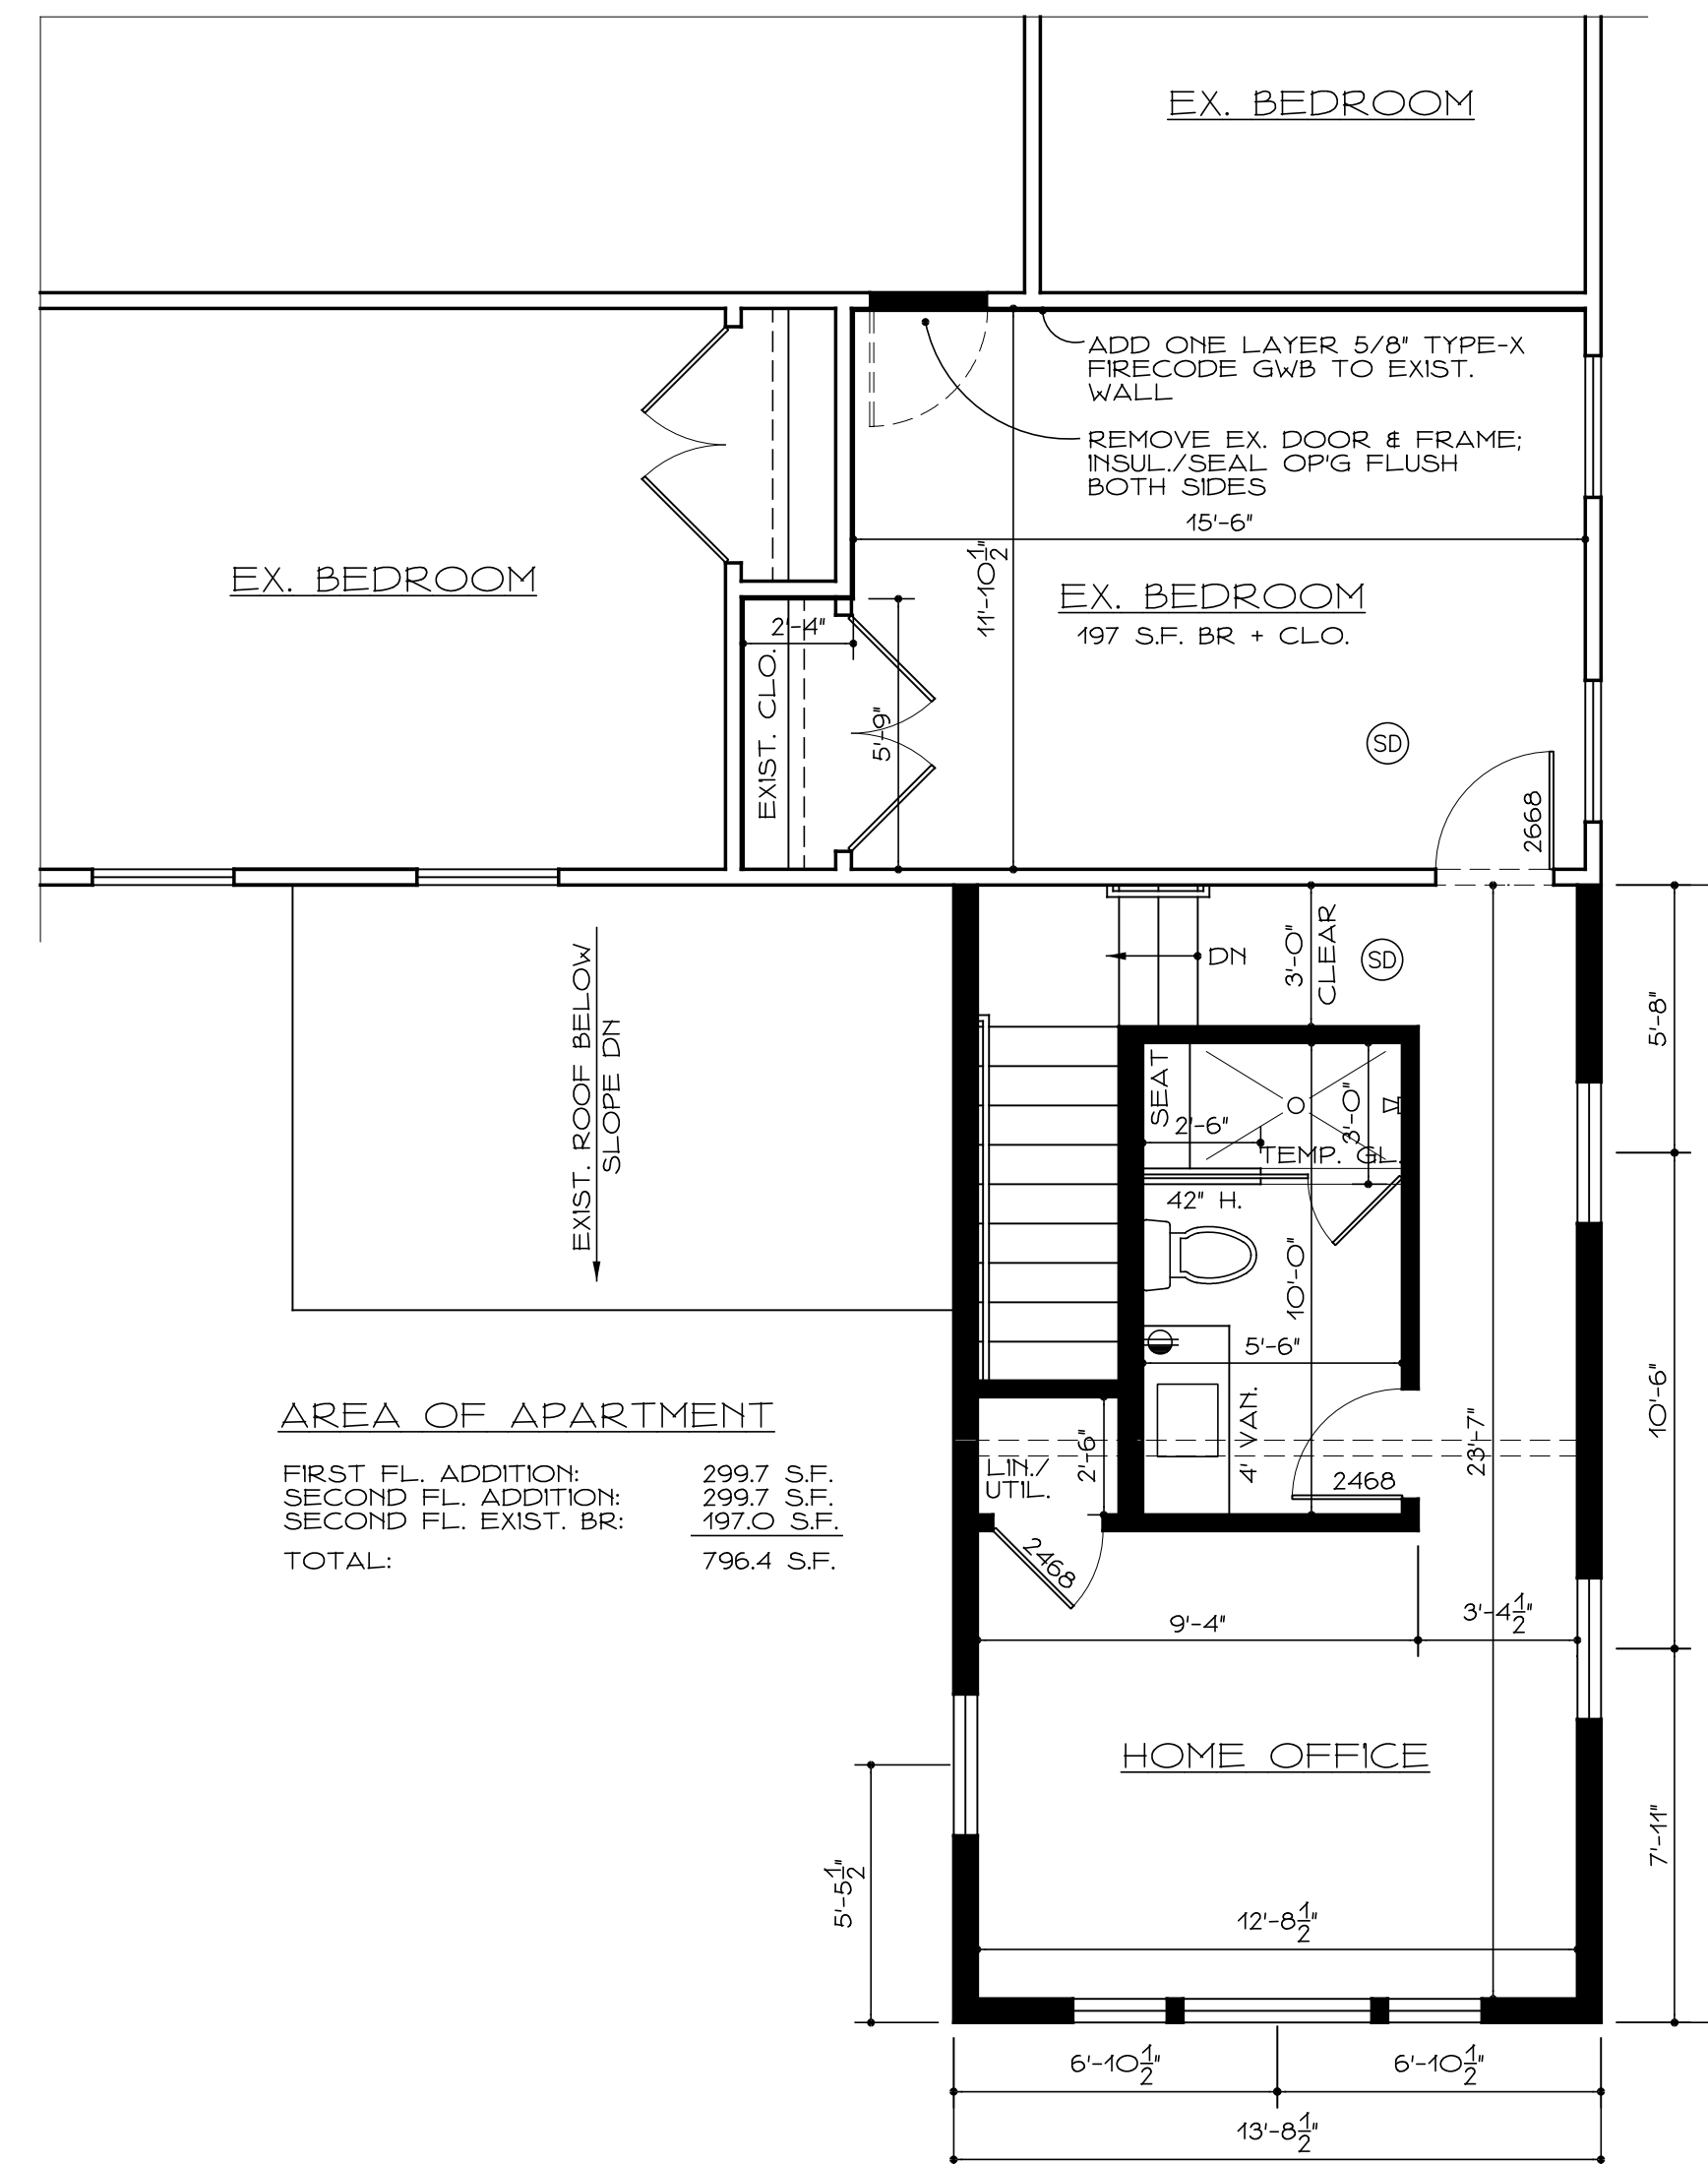 EX. BEDROOM
ADD ONE LAYER 5/8" TYPE-X
FIRECODE GWB TO EXIST.
WALL
REMOVE EX. DOOR & FRAME;
INSUL./SEAL OP'G FLUSH
BOTH SIDES
15'-6"
11'-10 1/2"
EX. BEDROOM
EX. BEDROOM
197 S.F. BR + CLO.
2'-4"
EXIST. CLO.
5'-9"
SD
2668
DN
3'-0"
CLEAR
SD
5'-8"
EXIST. ROOF BELOW
SLOPE DN
SEAT
2'-6"
3'-0"
TEMP. GL.
42" H.
10'-0"
5'-6"
10'-6"
AREA OF APARTMENT
FIRST FL. ADDITION: 299.7 S.F.
SECOND FL. ADDITION: 299.7 S.F.
SECOND FL. EXIST. BR: 197.0 S.F.
TOTAL: 796.4 S.F.
LIN./
UTIL.
2'-6"
4' VAN.
2468
23'-7"
2468
9'-4"
3'-4 1/2"
HOME OFFICE
7'-11"
5'-5 1/2"
12'-8 1/2"
6'-10 1/2"
6'-10 1/2"
13'-8 1/2"